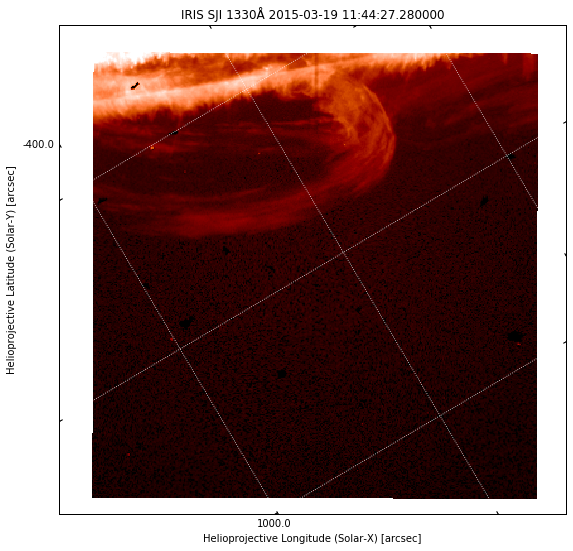 IRIS SJI 1330Å 2015-03-19 11:44:27.280000
-400.0
Helioprojective Latitude (Solar-Y) [arcsec]
1000.0
Helioprojective Longitude (Solar-X) [arcsec]